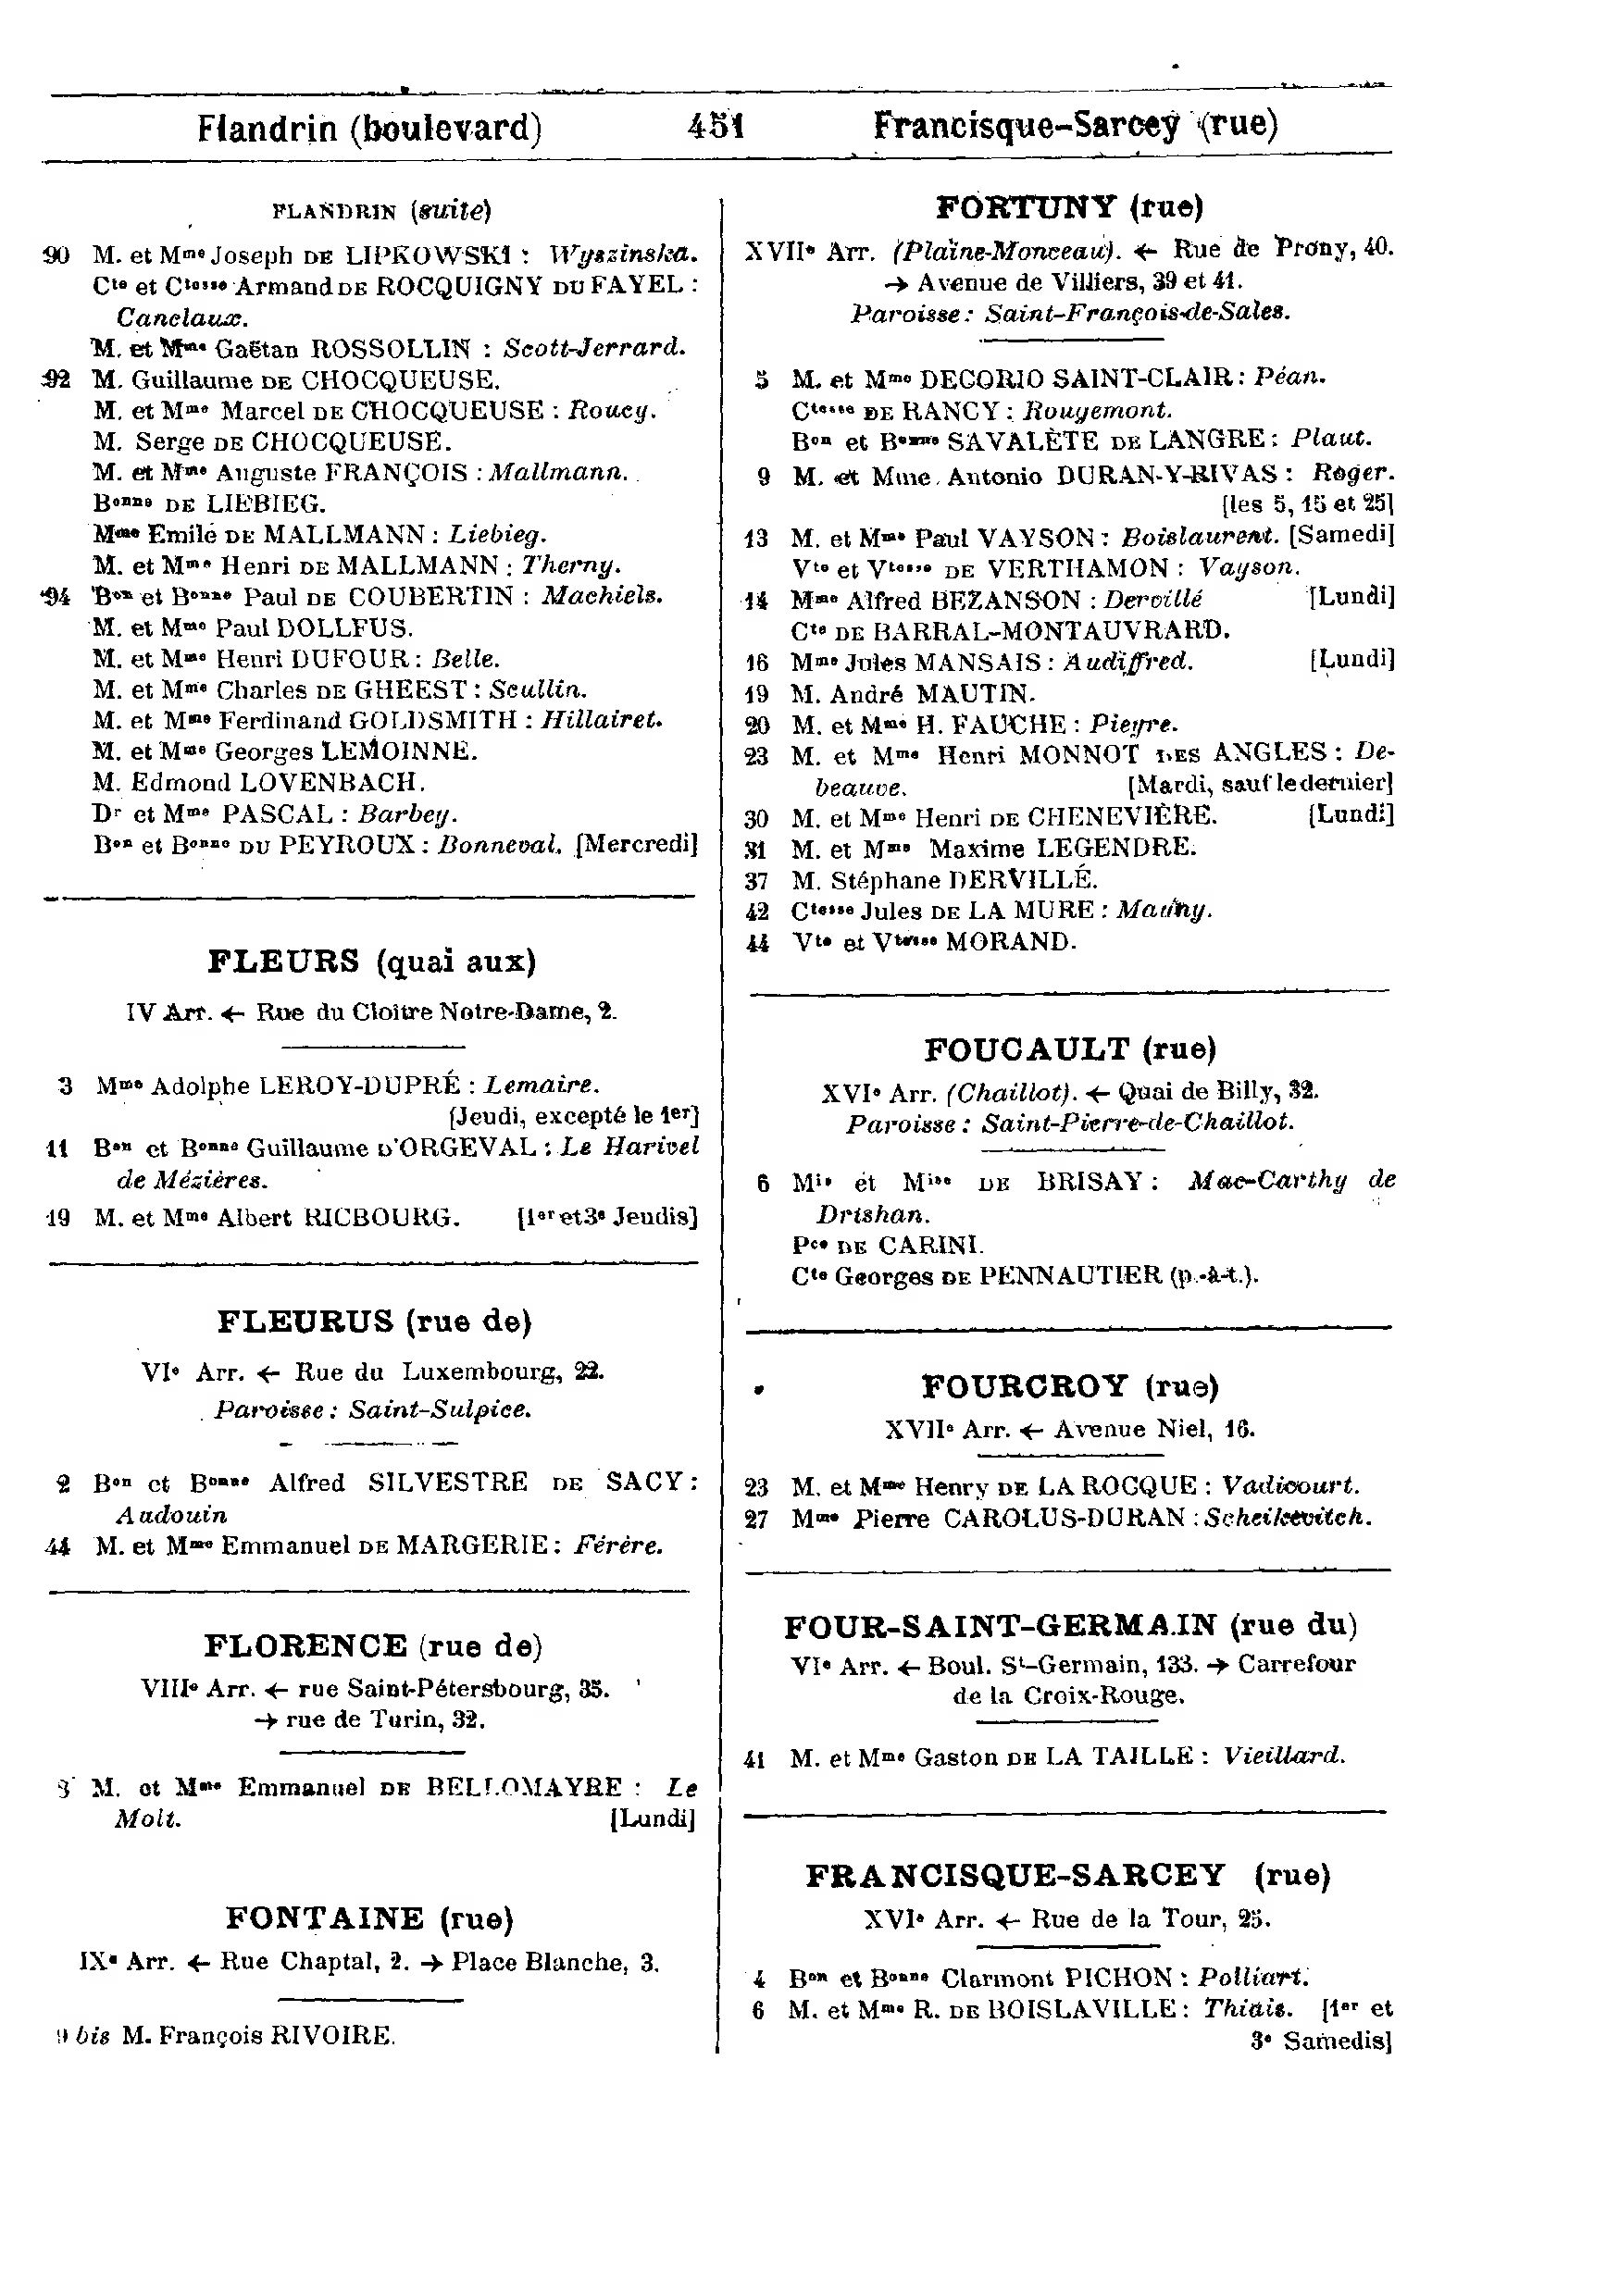 Flandrin (boulevard) 451 Francisque-Sarcey (rue)
FLANDRIN (suite)
90 M. et Mme Joseph DE LIPKOWSKI : Wyszinska.
Cte et Ctesse Armand DE ROCQUIGNY DU FAYEL :
Canclaux.
M. et Mme Gaëtan ROSSOLLIN : Scott-Jerrard.
92 M. Guillaume DE CHOCQUEUSE.
M. et Mme Marcel DE CHOCQUEUSE : Roucy.
M. Serge DE CHOCQUEUSE.
M. et Mme Auguste FRANÇOIS : Mallmann.
Bonne DE LIEBIEG.
Mme Emile DE MALLMANN : Liebieg.
M. et Mme Henri DE MALLMANN : Therny.
94 Bon et Bonne Paul DE COUBERTIN : Machiels.
M. et Mme Paul DOLLFUS.
M. et Mme Henri DUFOUR : Belle.
M. et Mme Charles DE GHEEST : Scullin.
M. et Mme Ferdinand GOLDSMITH : Hillairet.
M. et Mme Georges LEMOINNE.
M. Edmond LOVENBACH.
Dr et Mme PASCAL : Barbey.
Bon et Bonne DU PEYROUX : Bonneval. [Mercredi]
FLEURS (quai aux)
IV Arr. ← Rue du Cloître Notre-Dame, 2.
3 Mme Adolphe LEROY-DUPRÉ : Lemaire.
[Jeudi, excepté le 1er]
11 Bon et Bonne Guillaume D'ORGEVAL : Le Harivel
de Mézières.
19 M. et Mme Albert RICBOURG. [1er et 3e Jeudis]
FLEURUS (rue de)
VIe Arr. ← Rue du Luxembourg, 22.
Paroisse : Saint-Sulpice.
2 Bon et Bonne Alfred SILVESTRE DE SACY :
Audouin
44 M. et Mme Emmanuel DE MARGERIE : Férère.
FLORENCE (rue de)
VIIIe Arr. ← rue Saint-Pétersbourg, 35.
→ rue de Turin, 32.
M. et Mme Emmanuel DE BELLOMAYRE : Le
Molt. [Lundi]
FONTAINE (rue)
IXe Arr. ← Rue Chaptal, 2. → Place Blanche, 3.
9 bis M. François RIVOIRE.
FORTUNY (rue)
XVIIe Arr. (Plaine-Monceau). ← Rue de Prony, 40.
→ Avenue de Villiers, 39 et 41.
Paroisse : Saint-François-de-Sales.
5 M. et Mme DECORIO SAINT-CLAIR : Péan.
Ctesse DE RANCY : Rougemont.
Bon et Bonne SAVALÈTE DE LANGRE : Plaut.
9 M. et Mme Antonio DURAN-Y-RIVAS : Roger.
[les 5, 15 et 25]
13 M. et Mme Paul VAYSON : Boislaurent. [Samedi]
Vte et Vtesse DE VERTHAMON : Vayson.
14 Mme Alfred BEZANSON : Dervillé [Lundi]
Cte DE BARRAL-MONTAUVRARD.
16 Mme Jules MANSAIS : Audiffred. [Lundi]
19 M. André MAUTIN.
20 M. et Mme H. FAUCHE : Pieyre.
23 M. et Mme Henri MONNOT DES ANGLES : De-
beauve. [Mardi, sauf le dernier]
30 M. et Mme Henri DE CHENEVIÈRE. [Lundi]
31 M. et Mme Maxime LEGENDRE.
37 M. Stéphane DERVILLÉ.
42 Ctesse Jules DE LA MURE : Mauny.
44 Vte et Vtesse MORAND.
FOUCAULT (rue)
XVIe Arr. (Chaillot). ← Quai de Billy, 32.
Paroisse : Saint-Pierre-de-Chaillot.
6 Mis et Mise DE BRISAY : Mac-Carthy de
Drishan.
Pce DE CARINI.
Cte Georges DE PENNAUTIER (p.-à-t.).
FOURCROY (rue)
XVIIe Arr. ← Avenue Niel, 16.
23 M. et Mme Henry DE LA ROCQUE : Vadicourt.
27 Mme Pierre CAROLUS-DURAN : Scheikevitch.
FOUR-SAINT-GERMAIN (rue du)
VIe Arr. ← Boul. St-Germain, 133. → Carrefour
de la Croix-Rouge.
41 M. et Mme Gaston DE LA TAILLE : Vieillard.
FRANCISQUE-SARCEY (rue)
XVIe Arr. ← Rue de la Tour, 25.
4 Bon et Bonne Clarmont PICHON : Polliart.
6 M. et Mme R. DE BOISLAVILLE : Thiais. [1er et
3e Samedis]